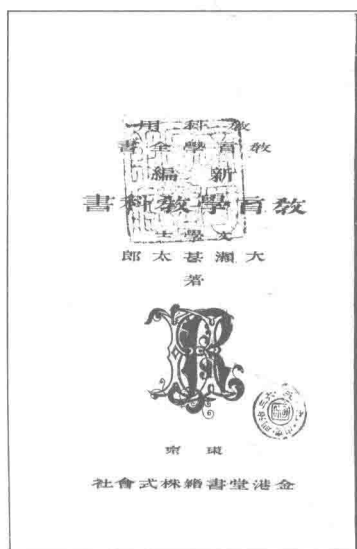 教科用
教育學全書
新編
教育學教科書
文學士
大瀬甚太郎
著
東京
金港堂書籍株式會社